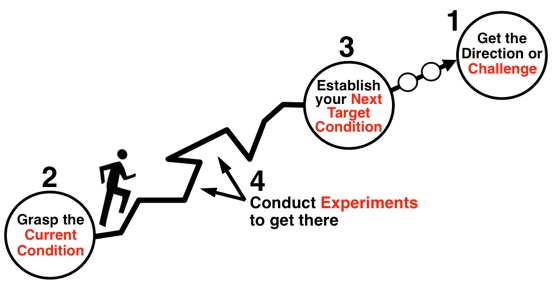 1
Get the
Direction or
Challenge
3
Establish
your Next
Target
Condition
2
Grasp the
Current
Condition
4
Conduct Experiments
to get there